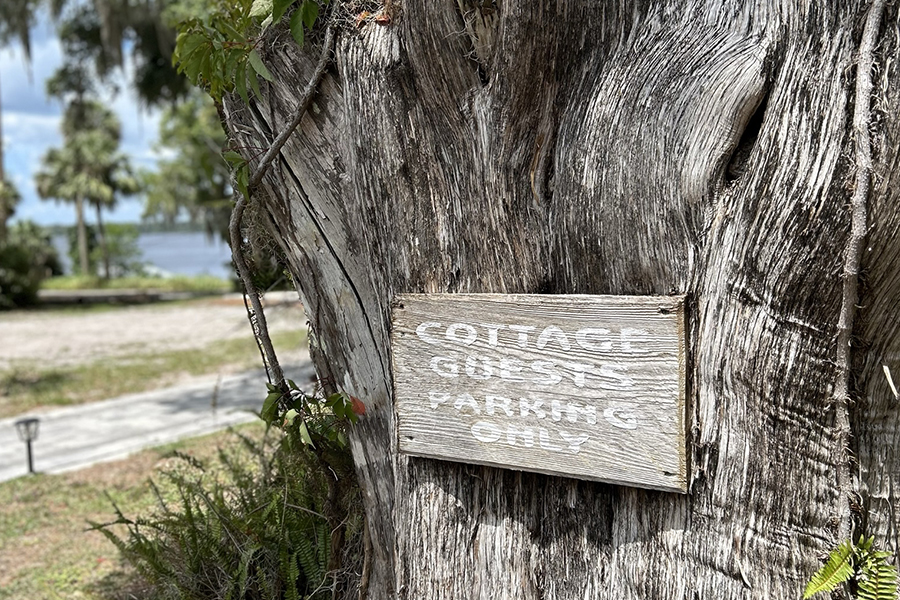 COTTAGE
GUESTS
PARKING
ONLY